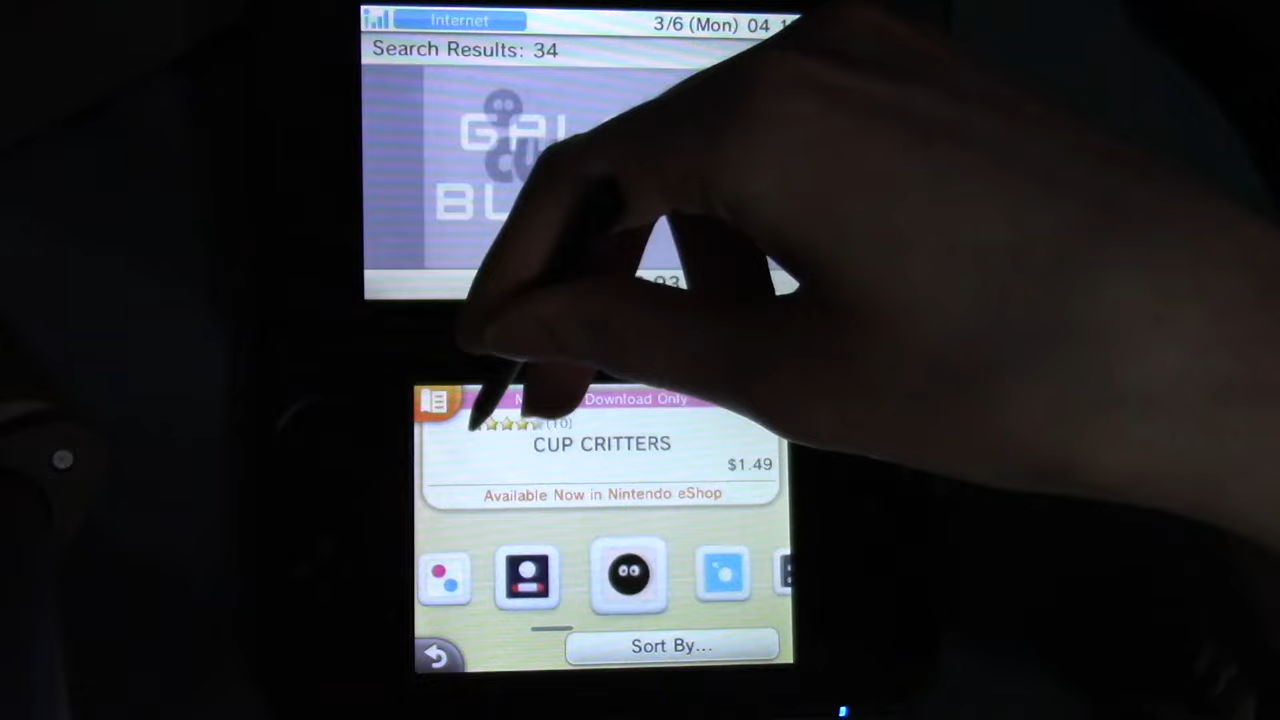 Internet
3/6 (Mon) 04
Search Results: 34
Download Only
(10)
CUP CRITTERS
$1.49
Available Now in Nintendo eShop
Sort By...